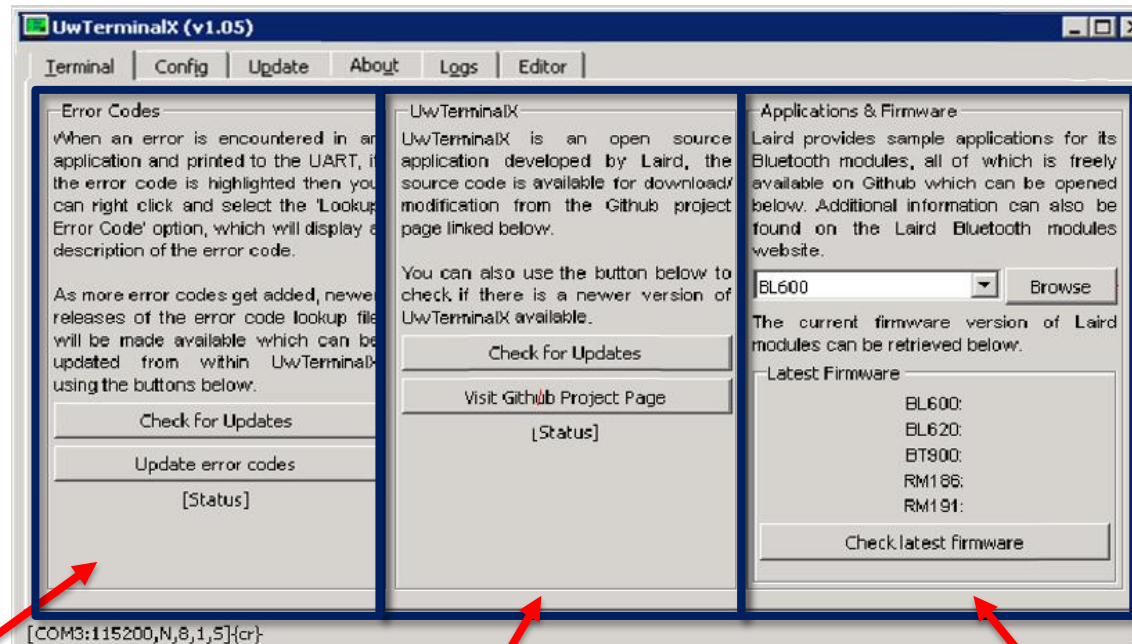 UwTerminalX (v1.05)
Terminal Config Update About Logs Editor
Error Codes
When an error is encountered in an
application and printed to the UART, if
the error code is highlighted then you
can right click and select the 'Lookup
Error Code' option, which will display a
description of the error code.
As more error codes get added, newer
releases of the error code lookup file
will be made available which can be
updated from within UwTerminalX
using the buttons below.
Check for Updates
Update error codes
[Status]
UwTerminalX
UwTerminalX is an open source
application developed by Laird, the
source code is available for download/
modification from the Github project
page linked below.
You can also use the button below to
check if there is a newer version of
UwTerminalX available.
Check for Updates
Visit Github Project Page
[Status]
Applications & Firmware
Laird provides sample applications for its
Bluetooth modules, all of which is freely
available on Github which can be opened
below. Additional information can also be
found on the Laird Bluetooth modules
website.
BL600 Browse
The current firmware version of Laird
modules can be retrieved below.
Latest Firmware
BL600:
BL620:
BT900:
RM186:
RM191:
Check latest firmware
[COM3:115200,N,8,1,S]{cr}